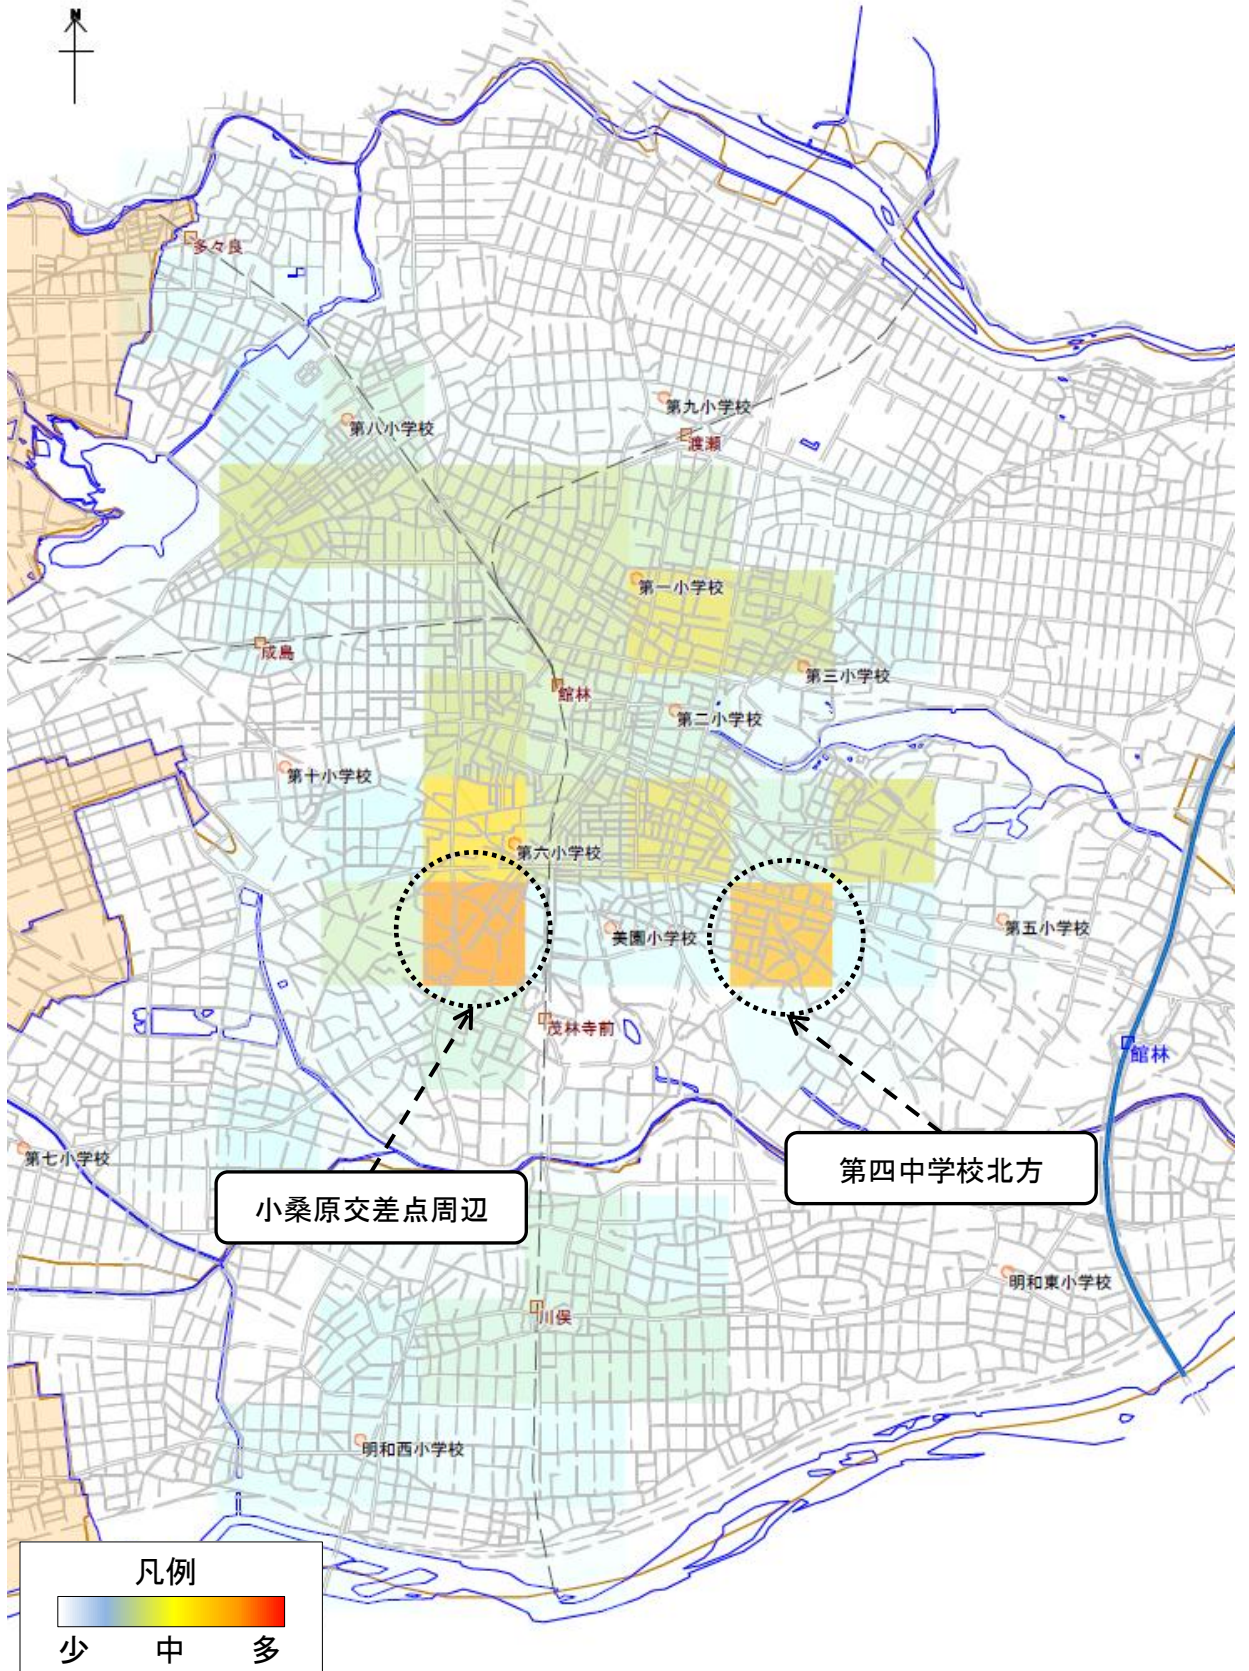 N
多々良
第九小学校
第八小学校
渡瀬
第一小学校
成島
第三小学校
館林
第二小学校
第十小学校
第六小学校
美園小学校
第五小学校
茂林寺前
館林
第七小学校
第四中学校北方
小桑原交差点周辺
明和東小学校
川俣
明和西小学校
凡例
少 中 多